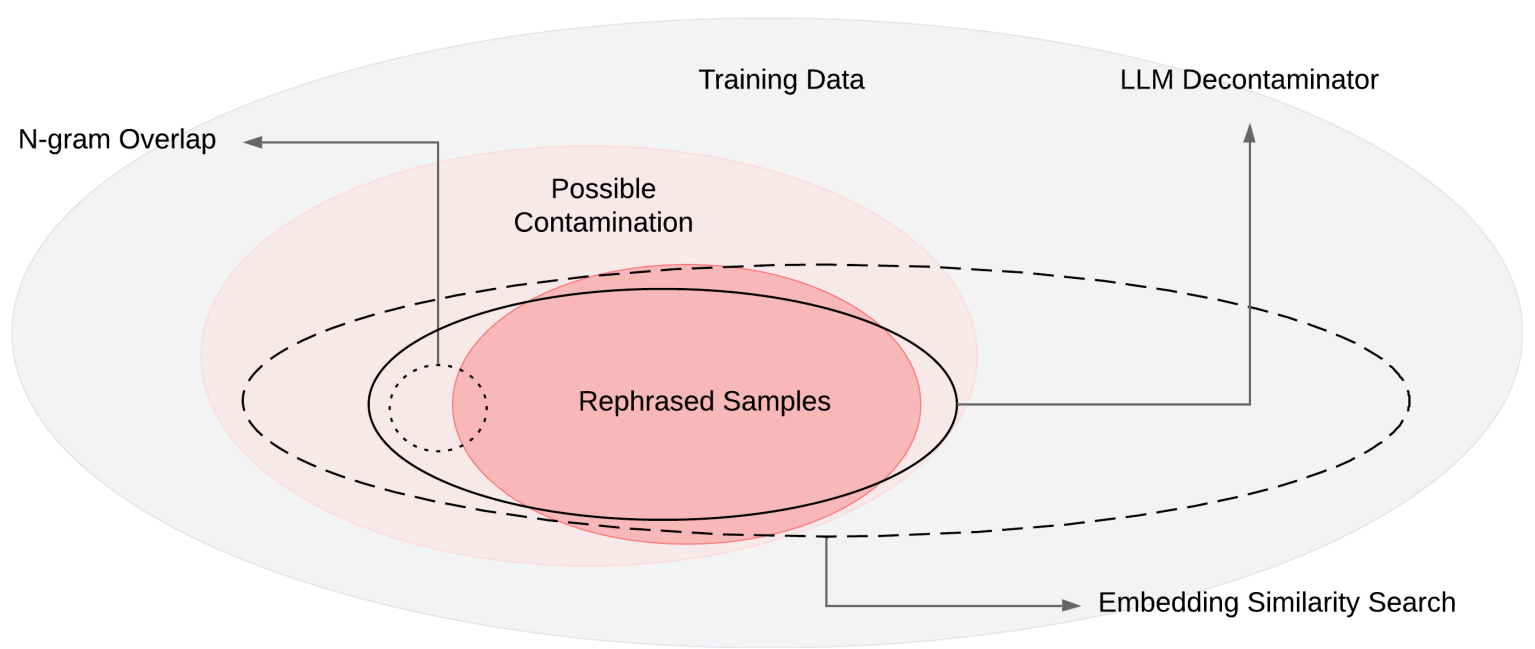 Training Data
LLM Decontaminator
N-gram Overlap
Possible
Contamination
Rephrased Samples
Embedding Similarity Search